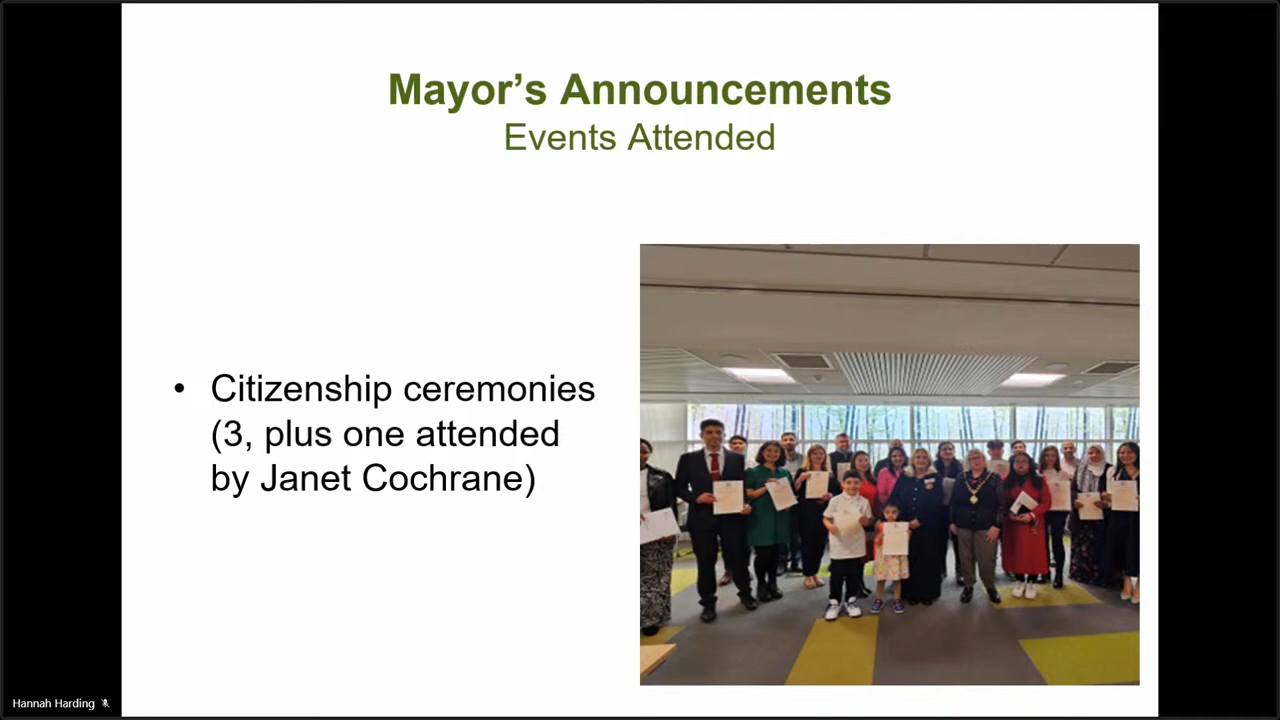 Mayor’s Announcements
Events Attended
• Citizenship ceremonies
(3, plus one attended
by Janet Cochrane)
Hannah Harding